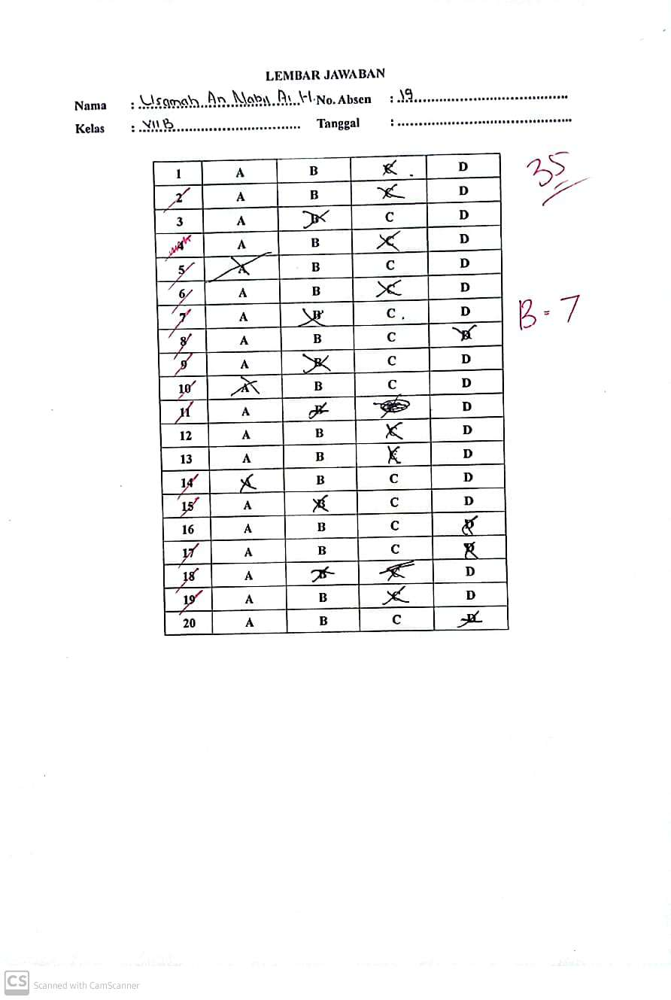 LEMBAR JAWABAN
Nama : Usamah An Nabil Al H. No. Absen : 19
Kelas : VII B Tanggal :
1 A B C D
35
2 A B C D
3 A B C D
4 A B C D
5 A B C D
6 A B C D
7 A B C D
B = 7
8 A B C D
9 A B C D
10 A B C D
11 A B D
12 A B C D
13 A B C D
14 A B C D
15 A B C D
16 A B C D
17 A B C D
18 A B C D
19 A B C D
20 A B C D
CS Scanned with CamScanner